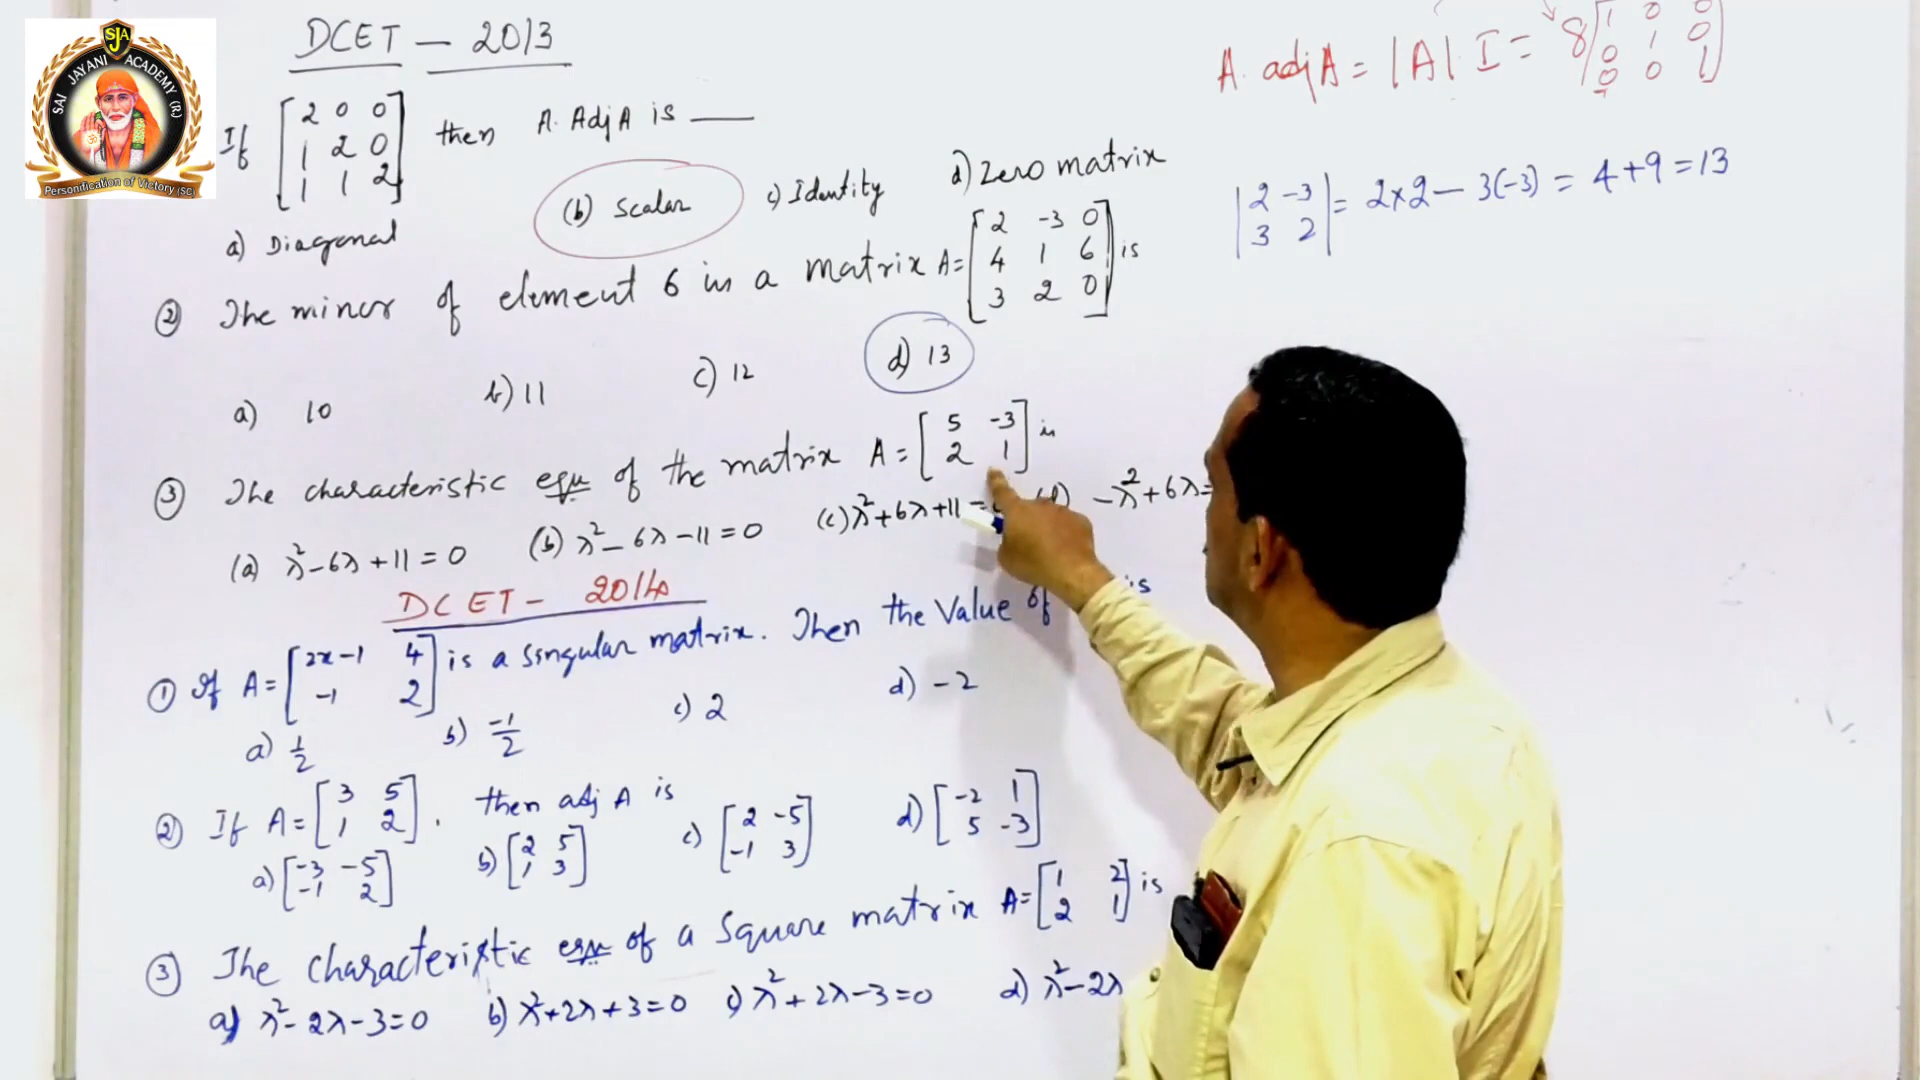 SAI JAYANI ACADEMY (R)
SJA
Personification of Victory (SC)
DCET - 2013
If [2 0 0 / 1 2 0 / 1 1 2] then A. Adj A is ____
a) Diagonal (b) Scalar c) Identity d) Zero matrix
② The minor of element 6 in a matrix A = [2 -3 0 / 4 1 6 / 3 2 0] is
a) 10 b) 11 c) 12 d) 13
③ The characteristic equ of the matrix A = [5 -3 / 2 1] is
(a) λ²-6λ+11=0 (b) λ²-6λ-11=0 (c) λ²+6λ+11= -λ²+6λ=
DCET - 2014
① If A = [2x-1 4 / -1 2] is a singular matrix. Then the value of is
a) 1/2 b) -1/2 c) 2 d) -2
② If A = [3 5 / 1 2]. then adj A is
a) [-3 -5 / -1 2] b) [2 5 / 1 3] c) [2 -5 / -1 3] d) [-2 1 / 5 -3]
③ The characteristic equ of a Square matrix A = [1 2 / 2 1] is
a) λ²-2λ-3=0 b) λ²+2λ+3=0 c) λ²+2λ-3=0 d) λ²-2λ
A. adj A = |A|. I = 8[1 0 0 / 0 1 0 / 0 0 1]
|2 -3 / 3 2| = 2×2 - 3(-3) = 4+9 = 13